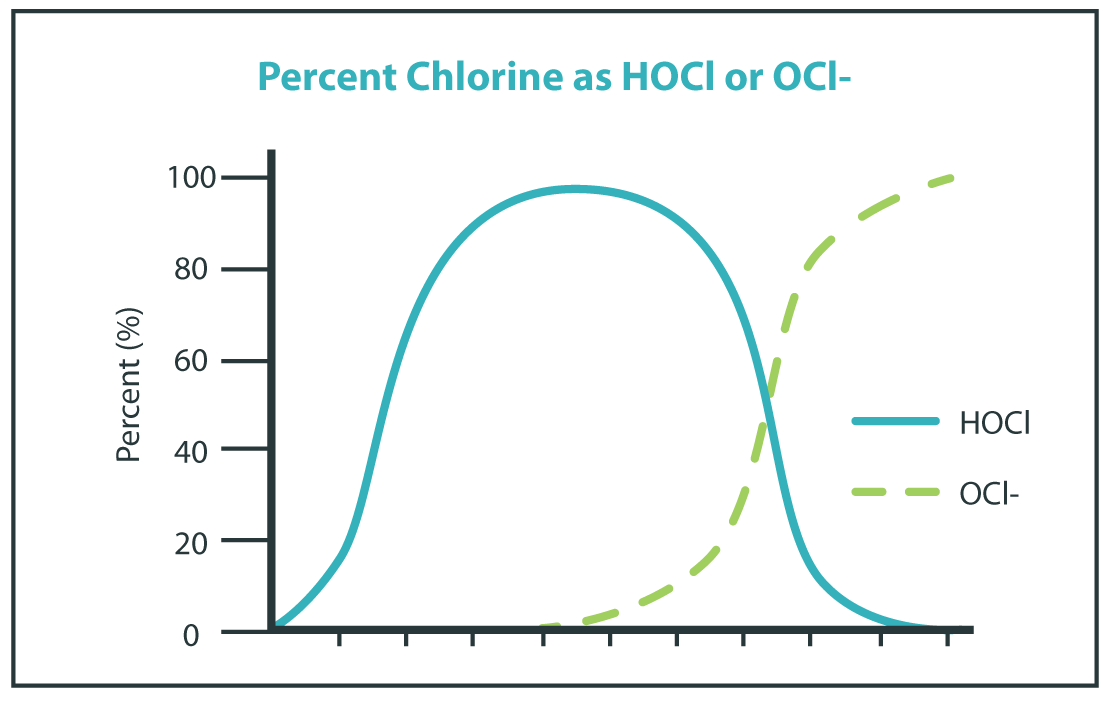 Percent Chlorine as HOCl or OCl-
100
80
60
40
20
0
Percent (%)
HOCl
OCl-